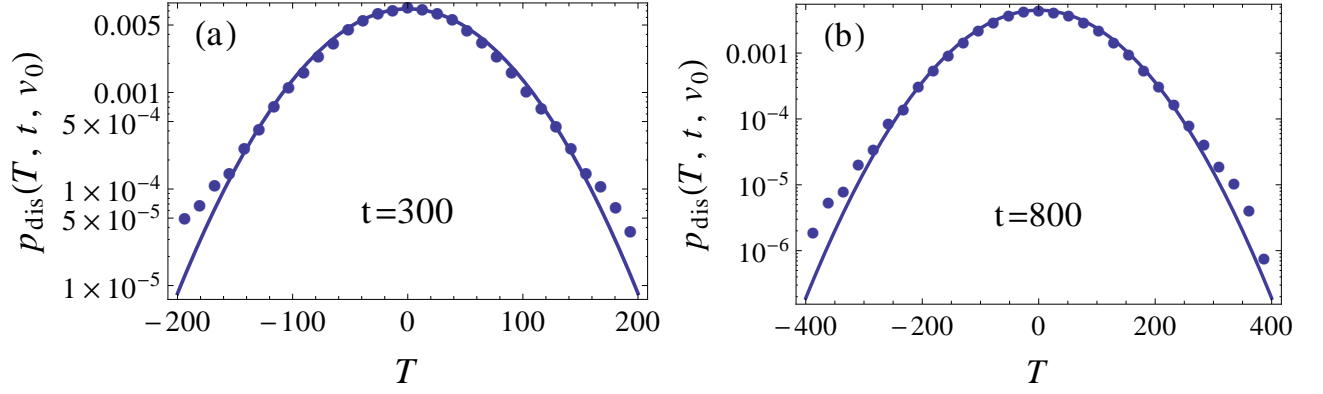 (a)
p_dis(T, t, v_0)
0.005
0.001
5×10^-4
1×10^-4
5×10^-5
1×10^-5
t=300
−200 −100 0 100 200
T
(b)
p_dis(T, t, v_0)
0.001
10^-4
10^-5
10^-6
t=800
−400 −200 0 200 400
T